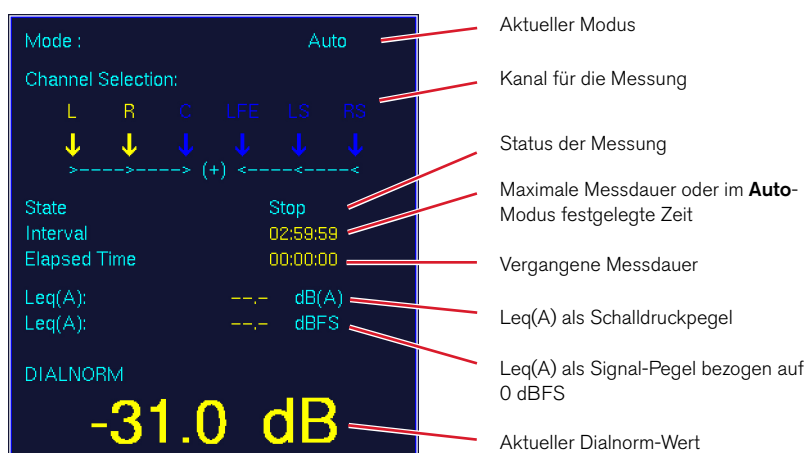 Mode : Auto
Channel Selection:
L R C LFE LS RS
>---->----> (+) <----<----<
State Stop
Interval 02:59:59
Elapsed Time 00:00:00
Leq(A): --.- dB(A)
Leq(A): --.- dBFS
DIALNORM
-31.0 dB
Aktueller Modus
Kanal für die Messung
Status der Messung
Maximale Messdauer oder im Auto-
Modus festgelegte Zeit
Vergangene Messdauer
Leq(A) als Schalldruckpegel
Leq(A) als Signal-Pegel bezogen auf
0 dBFS
Aktueller Dialnorm-Wert